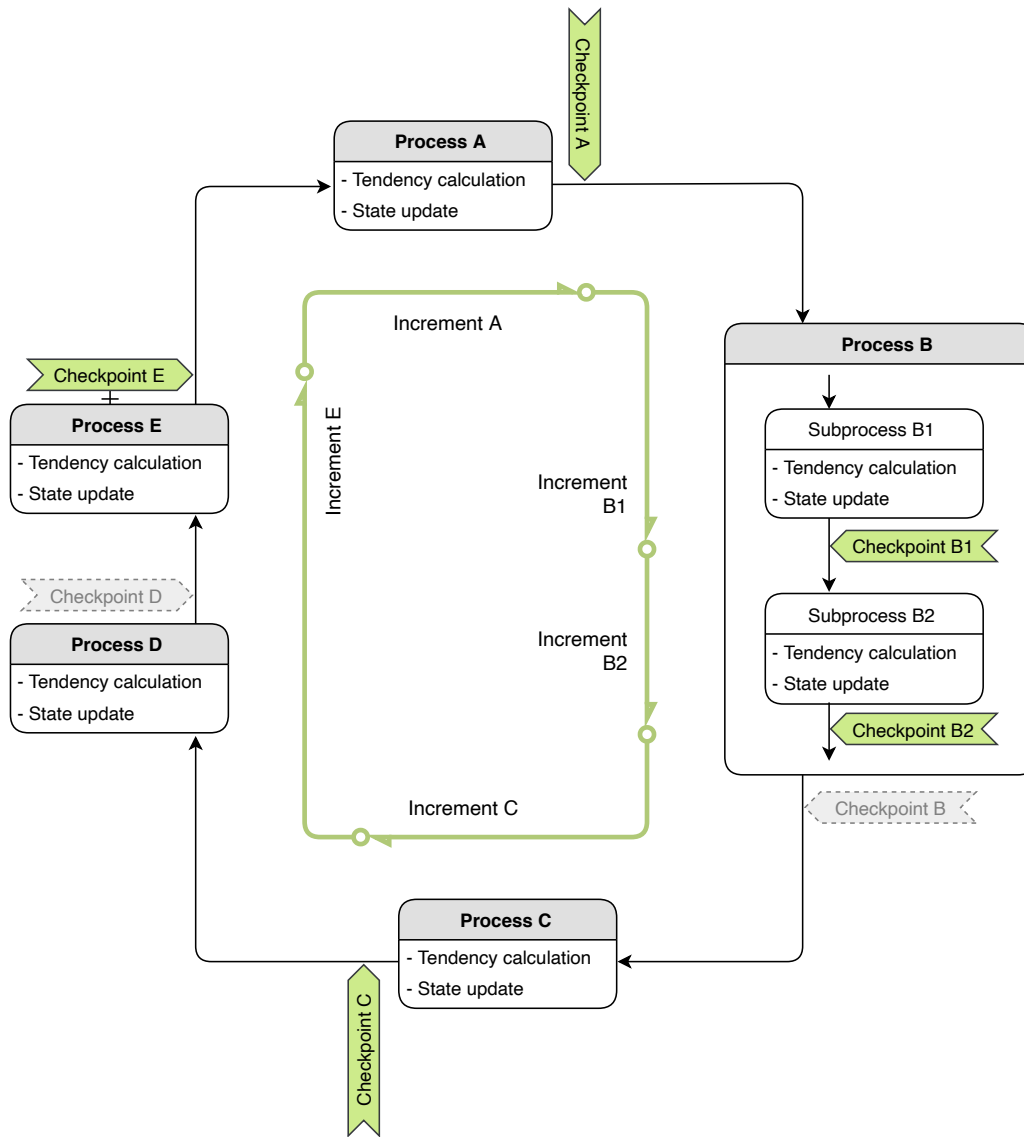 Checkpoint A
Process A
- Tendency calculation
- State update
Increment A
Process B
Checkpoint E
Process E
- Tendency calculation
- State update
Increment E
Subprocess B1
- Tendency calculation
- State update
Increment
B1
Checkpoint B1
Checkpoint D
Subprocess B2
- Tendency calculation
- State update
Increment
B2
Process D
- Tendency calculation
- State update
Checkpoint B2
Increment C
Checkpoint B
Process C
- Tendency calculation
- State update
Checkpoint C